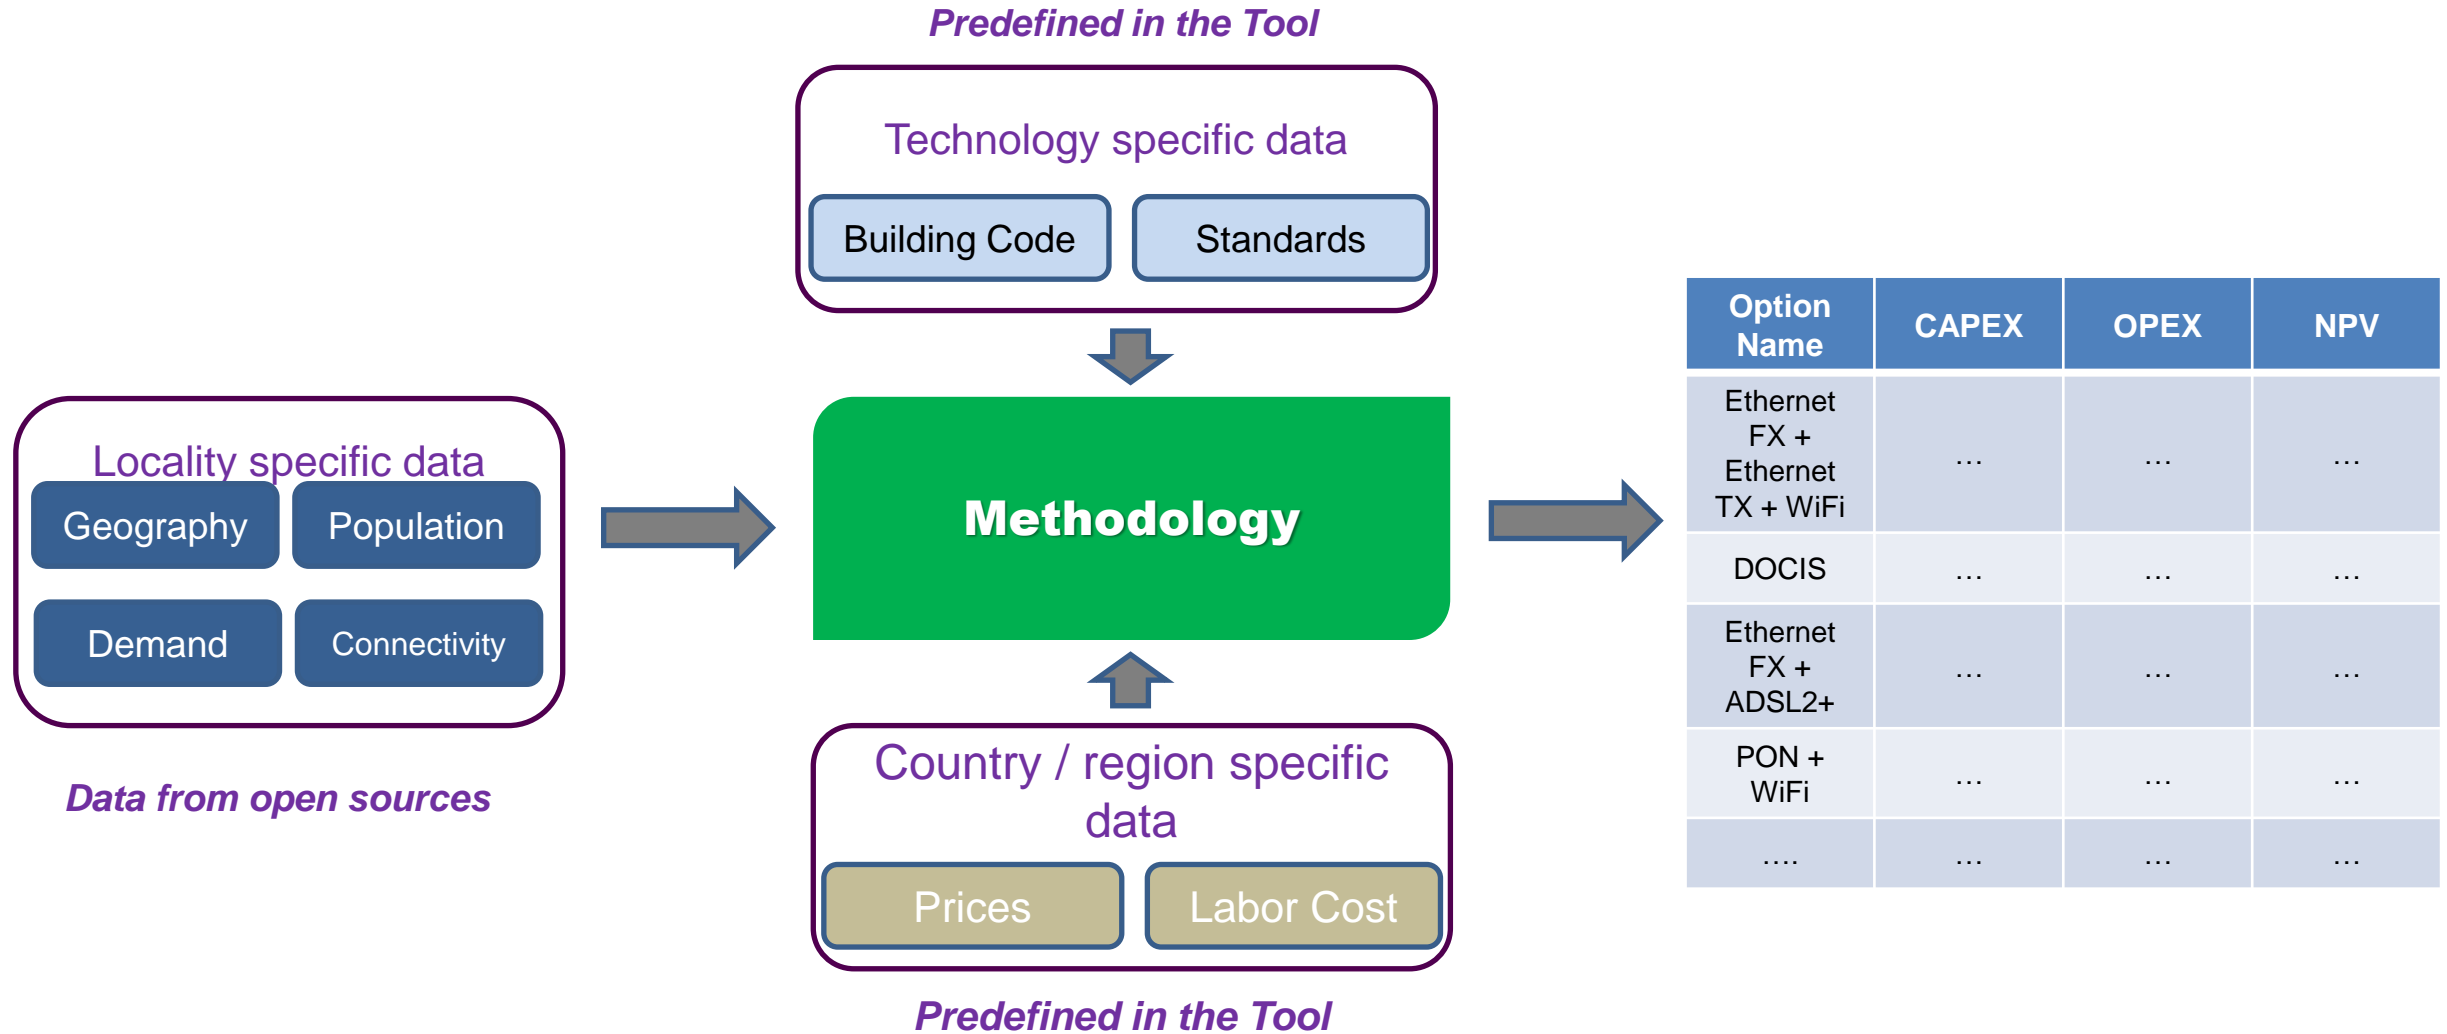 Predefined in the Tool
Technology specific data
Building Code
Standards
Locality specific data
Geography
Population
Demand
Connectivity
Data from open sources
Methodology
Country / region specific
data
Prices
Labor Cost
Predefined in the Tool
Option
Name
CAPEX
OPEX
NPV
Ethernet
FX +
Ethernet
TX + WiFi
…
…
…
DOCIS
…
…
…
Ethernet
FX +
ADSL2+
…
…
…
PON +
WiFi
…
…
…
….
…
…
…